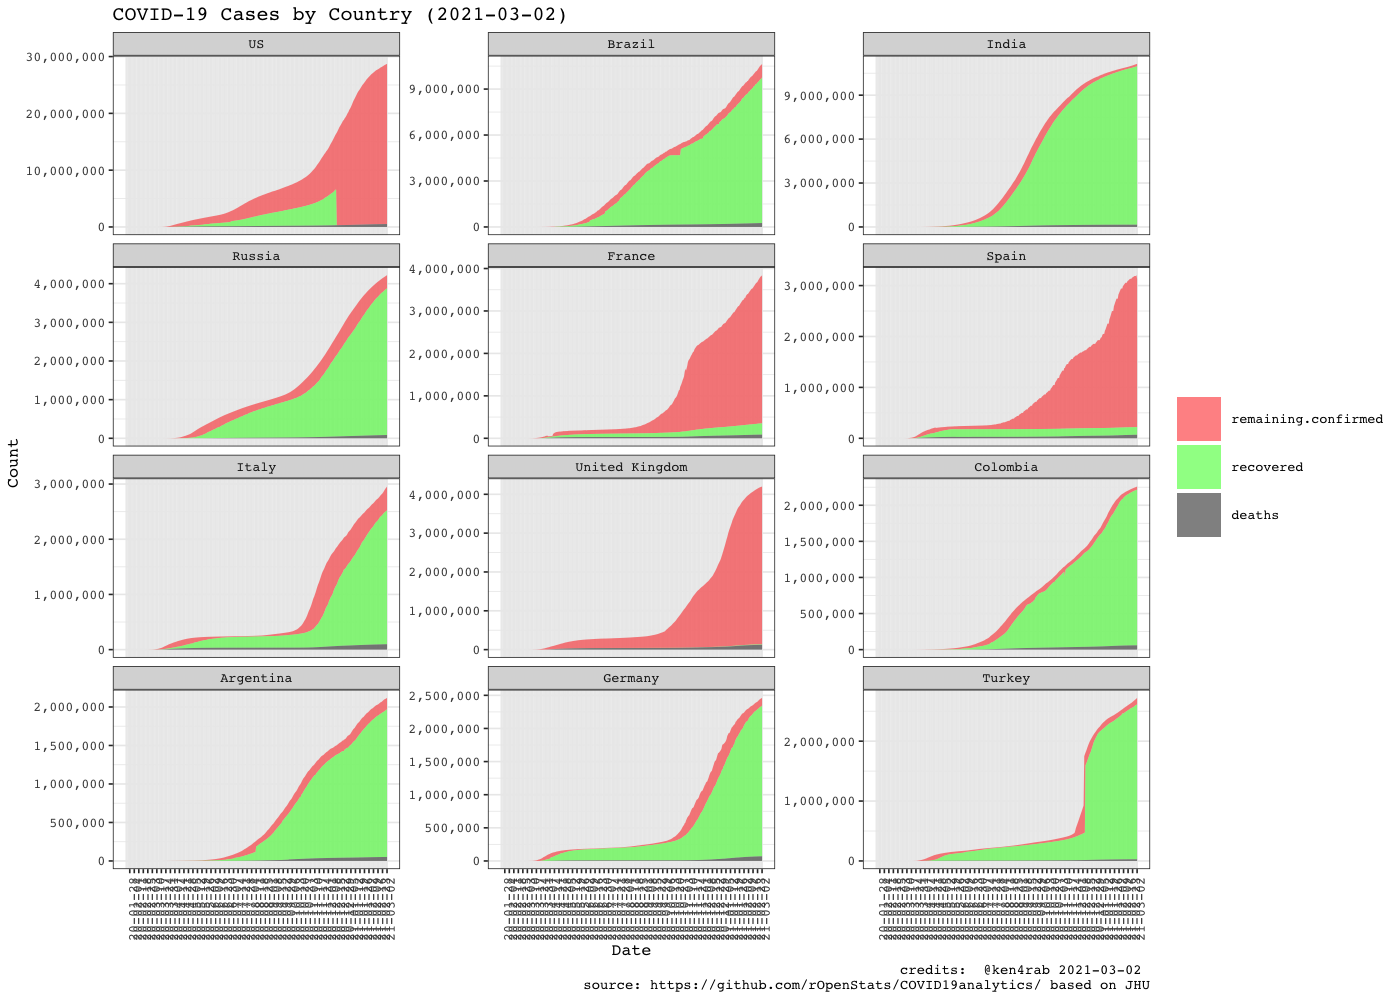 COVID-19 Cases by Country (2021-03-02)
US
Brazil
India
30,000,000
20,000,000
10,000,000
0
9,000,000
6,000,000
3,000,000
0
9,000,000
6,000,000
3,000,000
0
Russia
France
Spain
4,000,000
3,000,000
2,000,000
1,000,000
0
4,000,000
3,000,000
2,000,000
1,000,000
0
3,000,000
2,000,000
1,000,000
0
Count
remaining.confirmed
recovered
deaths
Italy
United Kingdom
Colombia
3,000,000
2,000,000
1,000,000
0
4,000,000
3,000,000
2,000,000
1,000,000
0
2,000,000
1,500,000
1,000,000
500,000
0
Argentina
Germany
Turkey
2,000,000
1,500,000
1,000,000
500,000
0
2,500,000
2,000,000
1,500,000
1,000,000
500,000
0
2,000,000
1,000,000
0
21-03-02
21-03-02
21-03-02
Date
credits: @ken4rab 2021-03-02
source: https://github.com/rOpenStats/COVID19analytics/ based on JHU